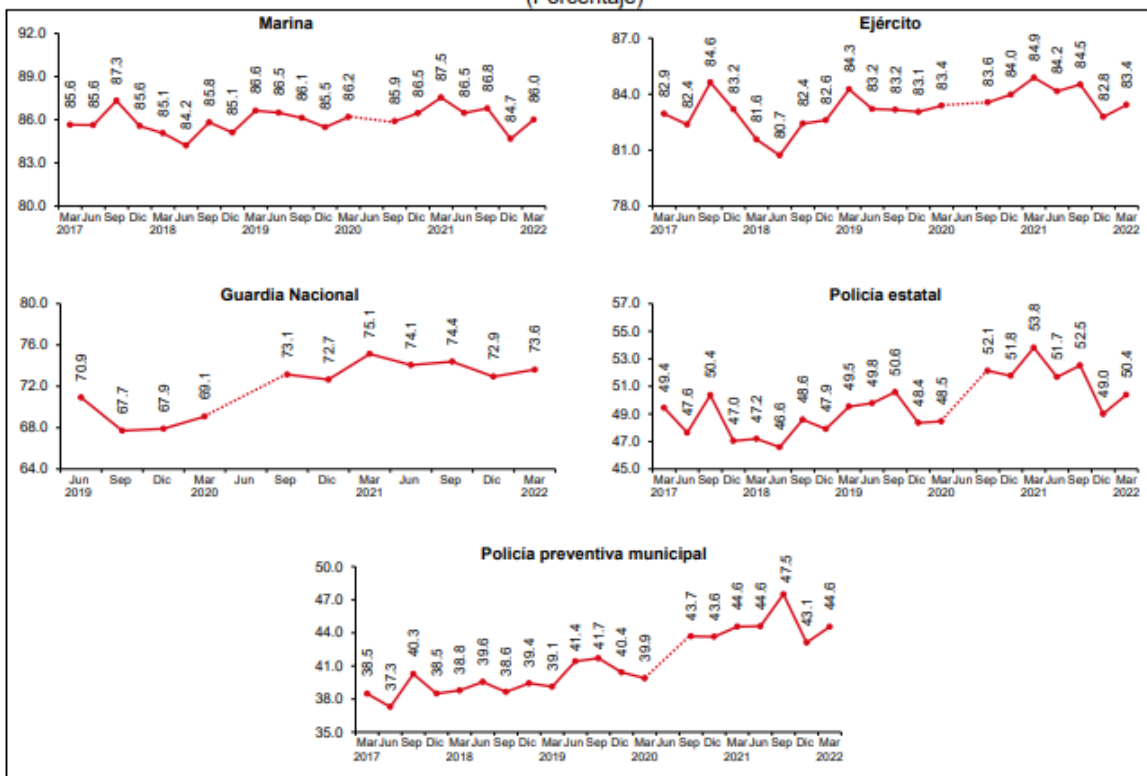 (Porcentaje)
Marina
92.0
89.0
86.0
83.0
80.0
85.6 85.6 87.3 85.6 85.1 84.2 85.8 85.1 86.6 86.5 86.1 85.5 86.2 85.9 86.5 87.5 86.5 86.8 84.7 86.0
Mar Jun Sep Dic Mar Jun Sep Dic Mar Jun Sep Dic Mar Jun Sep Dic Mar Jun Sep Dic Mar
2017 2018 2019 2020 2021 2022
Ejército
87.0
84.0
81.0
78.0
82.9 82.4 84.6 83.2 81.6 80.7 82.4 82.6 84.3 83.2 83.2 83.1 83.4 83.6 84.0 84.9 84.2 84.5 82.8 83.4
Mar Jun Sep Dic Mar Jun Sep Dic Mar Jun Sep Dic Mar Jun Sep Dic Mar Jun Sep Dic Mar
2017 2018 2019 2020 2021 2022
Guardia Nacional
80.0
76.0
72.0
68.0
64.0
70.9 67.7 67.9 69.1 73.1 72.7 75.1 74.1 74.4 72.9 73.6
Jun Sep Dic Mar Jun Sep Dic Mar Jun Sep Dic Mar
2019 2020 2021 2022
Policía estatal
57.0
55.0
53.0
51.0
49.0
47.0
45.0
49.4 47.6 50.4 47.0 47.2 46.6 48.6 47.9 49.5 49.8 50.6 48.4 48.5 52.1 51.8 53.8 51.7 52.5 49.0 50.4
Mar Jun Sep Dic Mar Jun Sep Dic Mar Jun Sep Dic Mar Jun Sep Dic Mar Jun Sep Dic Mar
2017 2018 2019 2020 2021 2022
Policía preventiva municipal
50.0
47.0
44.0
41.0
38.0
35.0
38.5 37.3 40.3 38.5 38.8 39.6 38.6 39.4 39.1 41.4 41.7 40.4 39.9 43.7 43.6 44.6 44.6 47.5 43.1 44.6
Mar Jun Sep Dic Mar Jun Sep Dic Mar Jun Sep Dic Mar Jun Sep Dic Mar Jun Sep Dic Mar
2017 2018 2019 2020 2021 2022